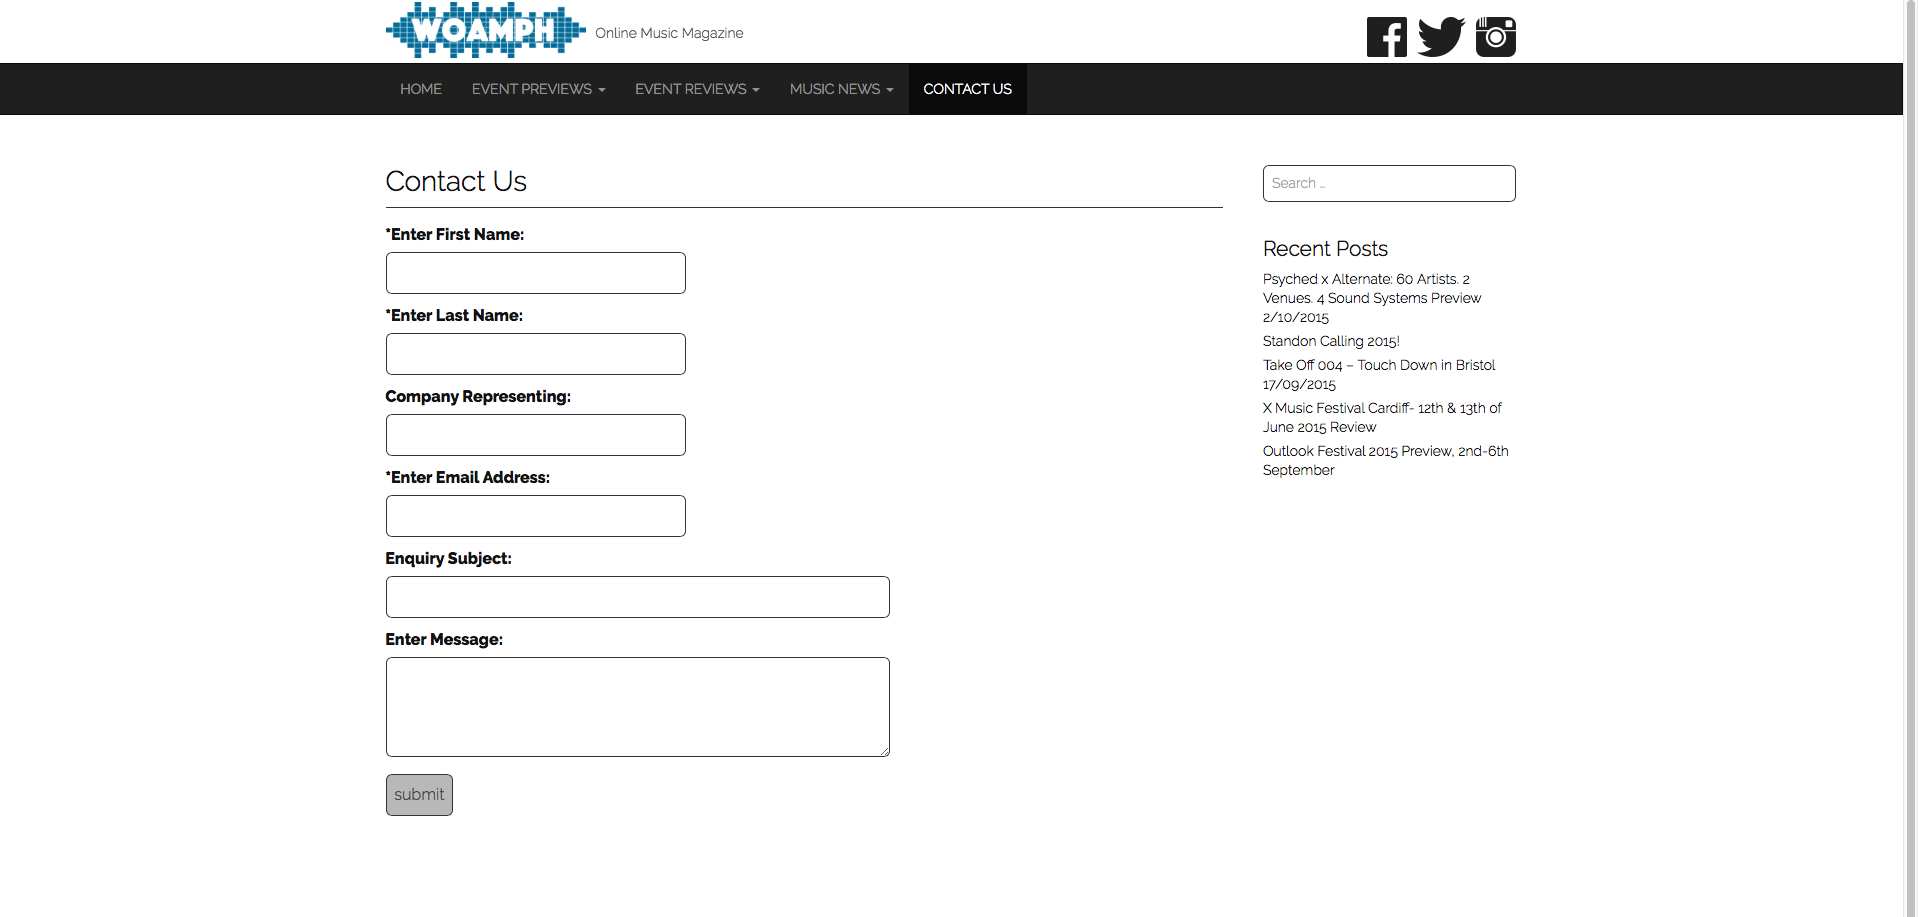 WOAMPH
Online Music Magazine
HOME
EVENT PREVIEWS
EVENT REVIEWS
MUSIC NEWS
CONTACT US
Contact Us
*Enter First Name:
*Enter Last Name:
Company Representing:
*Enter Email Address:
Enquiry Subject:
Enter Message:
submit
Search …
Recent Posts
Psyched x Alternate: 60 Artists. 2
Venues. 4 Sound Systems Preview
2/10/2015
Standon Calling 2015!
Take Off 004 – Touch Down in Bristol
17/09/2015
X Music Festival Cardiff- 12th & 13th of
June 2015 Review
Outlook Festival 2015 Preview, 2nd-6th
September